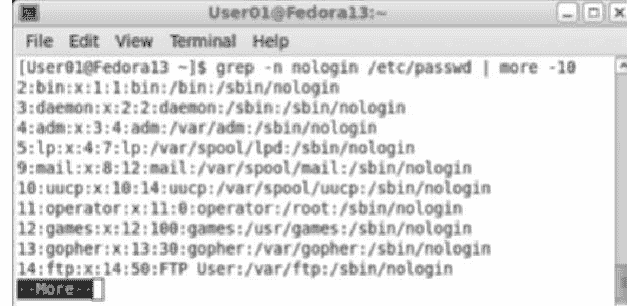 User01@Fedora13:~
File Edit View Terminal Help
[User01@Fedora13 ~]$ grep -n nologin /etc/passwd | more -10
2:bin:x:1:1:bin:/bin:/sbin/nologin
3:daemon:x:2:2:daemon:/sbin:/sbin/nologin
4:adm:x:3:4:adm:/var/adm:/sbin/nologin
5:lp:x:4:7:lp:/var/spool/lpd:/sbin/nologin
9:mail:x:8:12:mail:/var/spool/mail:/sbin/nologin
10:uucp:x:10:14:uucp:/var/spool/uucp:/sbin/nologin
11:operator:x:11:0:operator:/root:/sbin/nologin
12:games:x:12:100:games:/usr/games:/sbin/nologin
13:gopher:x:13:30:gopher:/var/gopher:/sbin/nologin
14:ftp:x:14:50:FTP User:/var/ftp:/sbin/nologin
--More--